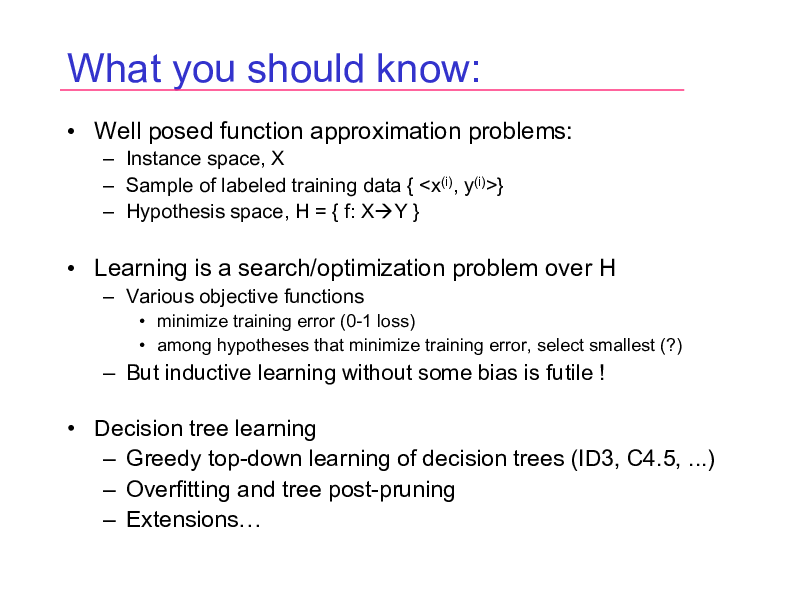 What you should know:
• Well posed function approximation problems:
– Instance space, X
– Sample of labeled training data { <x(i), y(i)>}
– Hypothesis space, H = { f: X→Y }
• Learning is a search/optimization problem over H
– Various objective functions
• minimize training error (0-1 loss)
• among hypotheses that minimize training error, select smallest (?)
– But inductive learning without some bias is futile !
• Decision tree learning
– Greedy top-down learning of decision trees (ID3, C4.5, ...)
– Overfitting and tree post-pruning
– Extensions…